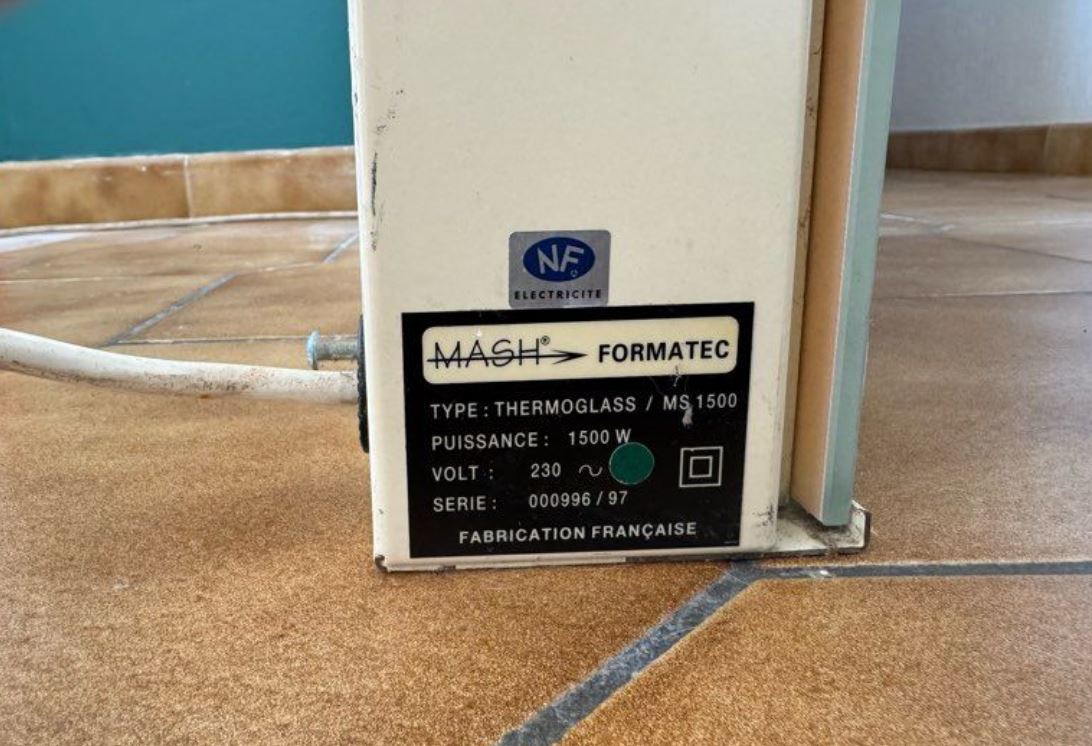 NF
ELECTRICITE
MASH® FORMATEC
TYPE : THERMOGLASS / MS 1500
PUISSANCE : 1500 W
VOLT : 230 ~
SERIE : 000996 / 97
FABRICATION FRANÇAISE